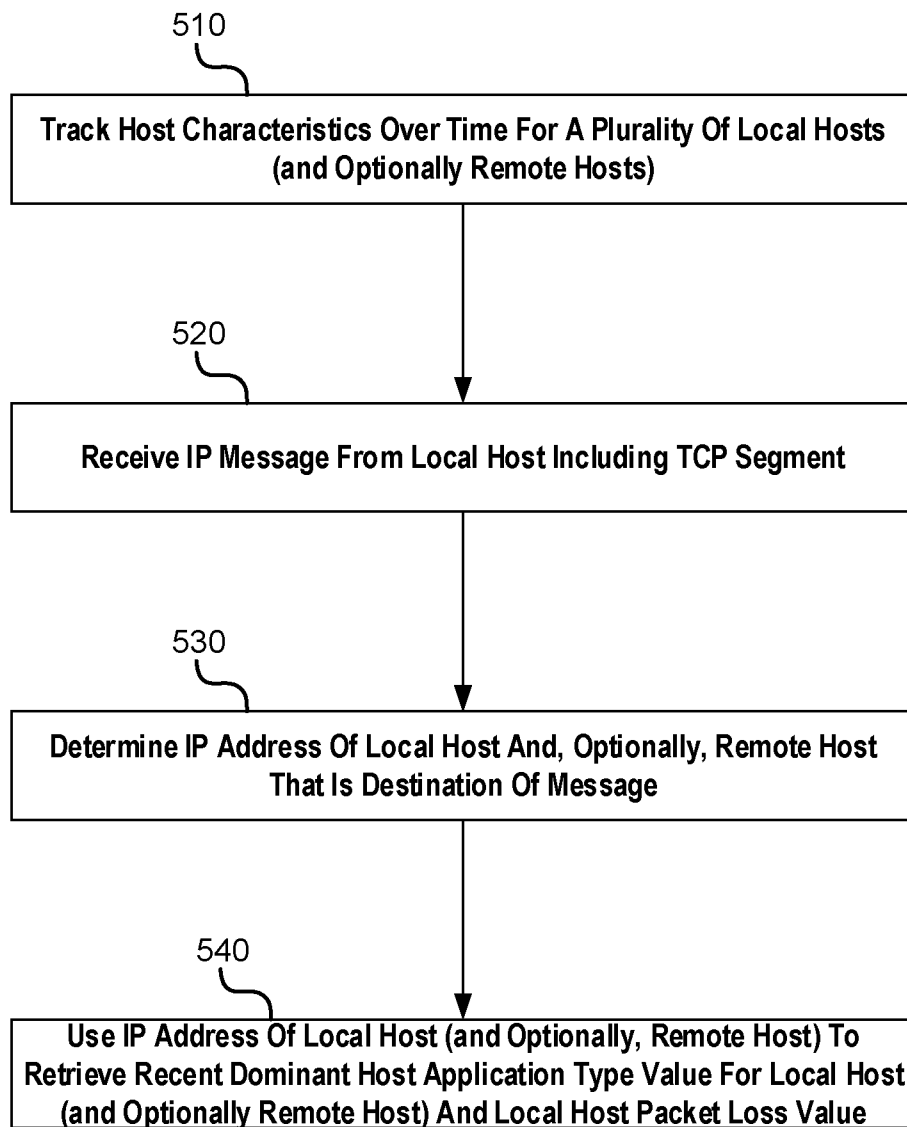 510
Track Host Characteristics Over Time For A Plurality Of Local Hosts
(and Optionally Remote Hosts)
520
Receive IP Message From Local Host Including TCP Segment
530
Determine IP Address Of Local Host And, Optionally, Remote Host
That Is Destination Of Message
540
Use IP Address Of Local Host (and Optionally, Remote Host) To
Retrieve Recent Dominant Host Application Type Value For Local Host
(and Optionally Remote Host) And Local Host Packet Loss Value